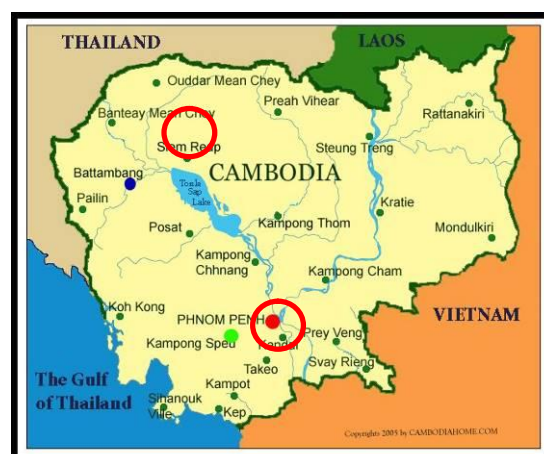 THAILAND
LAOS
Ouddar Mean Chey
Banteay Mean Chey
Preah Vihear
Rattanakiri
Siem Reap
Steung Treng
Battambang
CAMBODIA
Tonle
Sap
Lake
Pailin
Kratie
Posat
Kampong Thom
Mondulkiri
Kampong
Chhnang
Kampong Cham
Koh Kong
PHNOM PENH
VIETNAM
Kampong Speu
Kandal
Prey Veng
Takeo
Svay Rieng
The Gulf
of Thailand
Kampot
Sihanouk
Ville
Kep
Copyrights 2005 by CAMBODIAHOME.COM